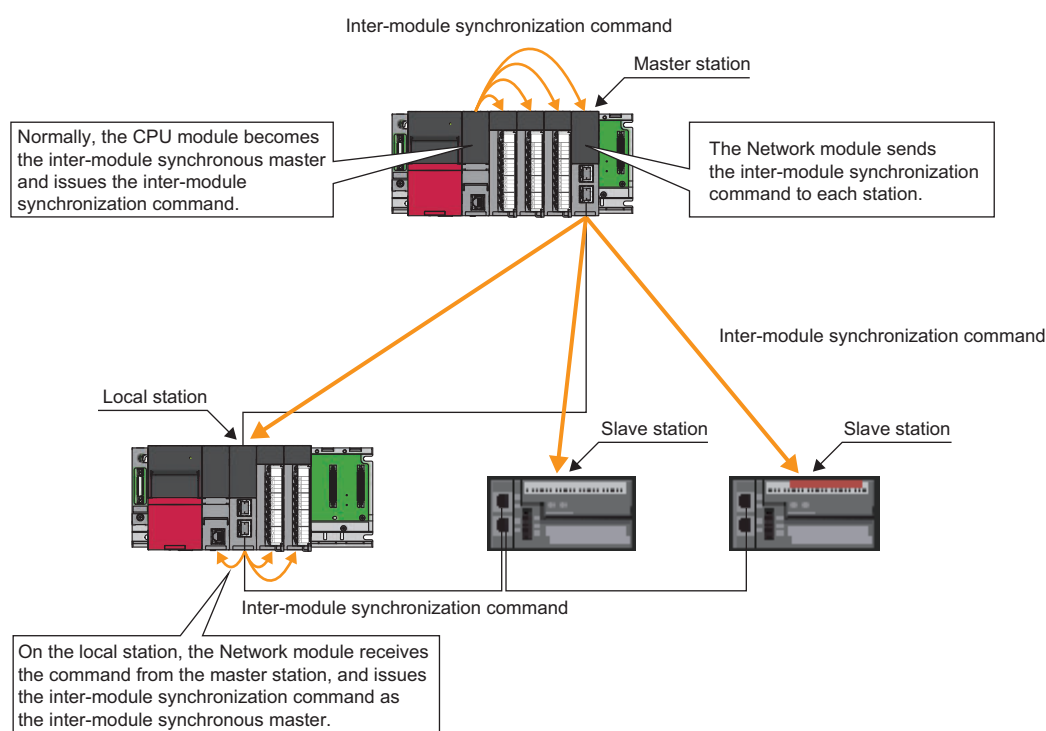 Inter-module synchronization command
Master station
Normally, the CPU module becomes
the inter-module synchronous master
and issues the inter-module
synchronization command.
The Network module sends
the inter-module synchronization
command to each station.
Inter-module synchronization command
Local station
Slave station
Slave station
Inter-module synchronization command
On the local station, the Network module receives
the command from the master station, and issues
the inter-module synchronization command as
the inter-module synchronous master.